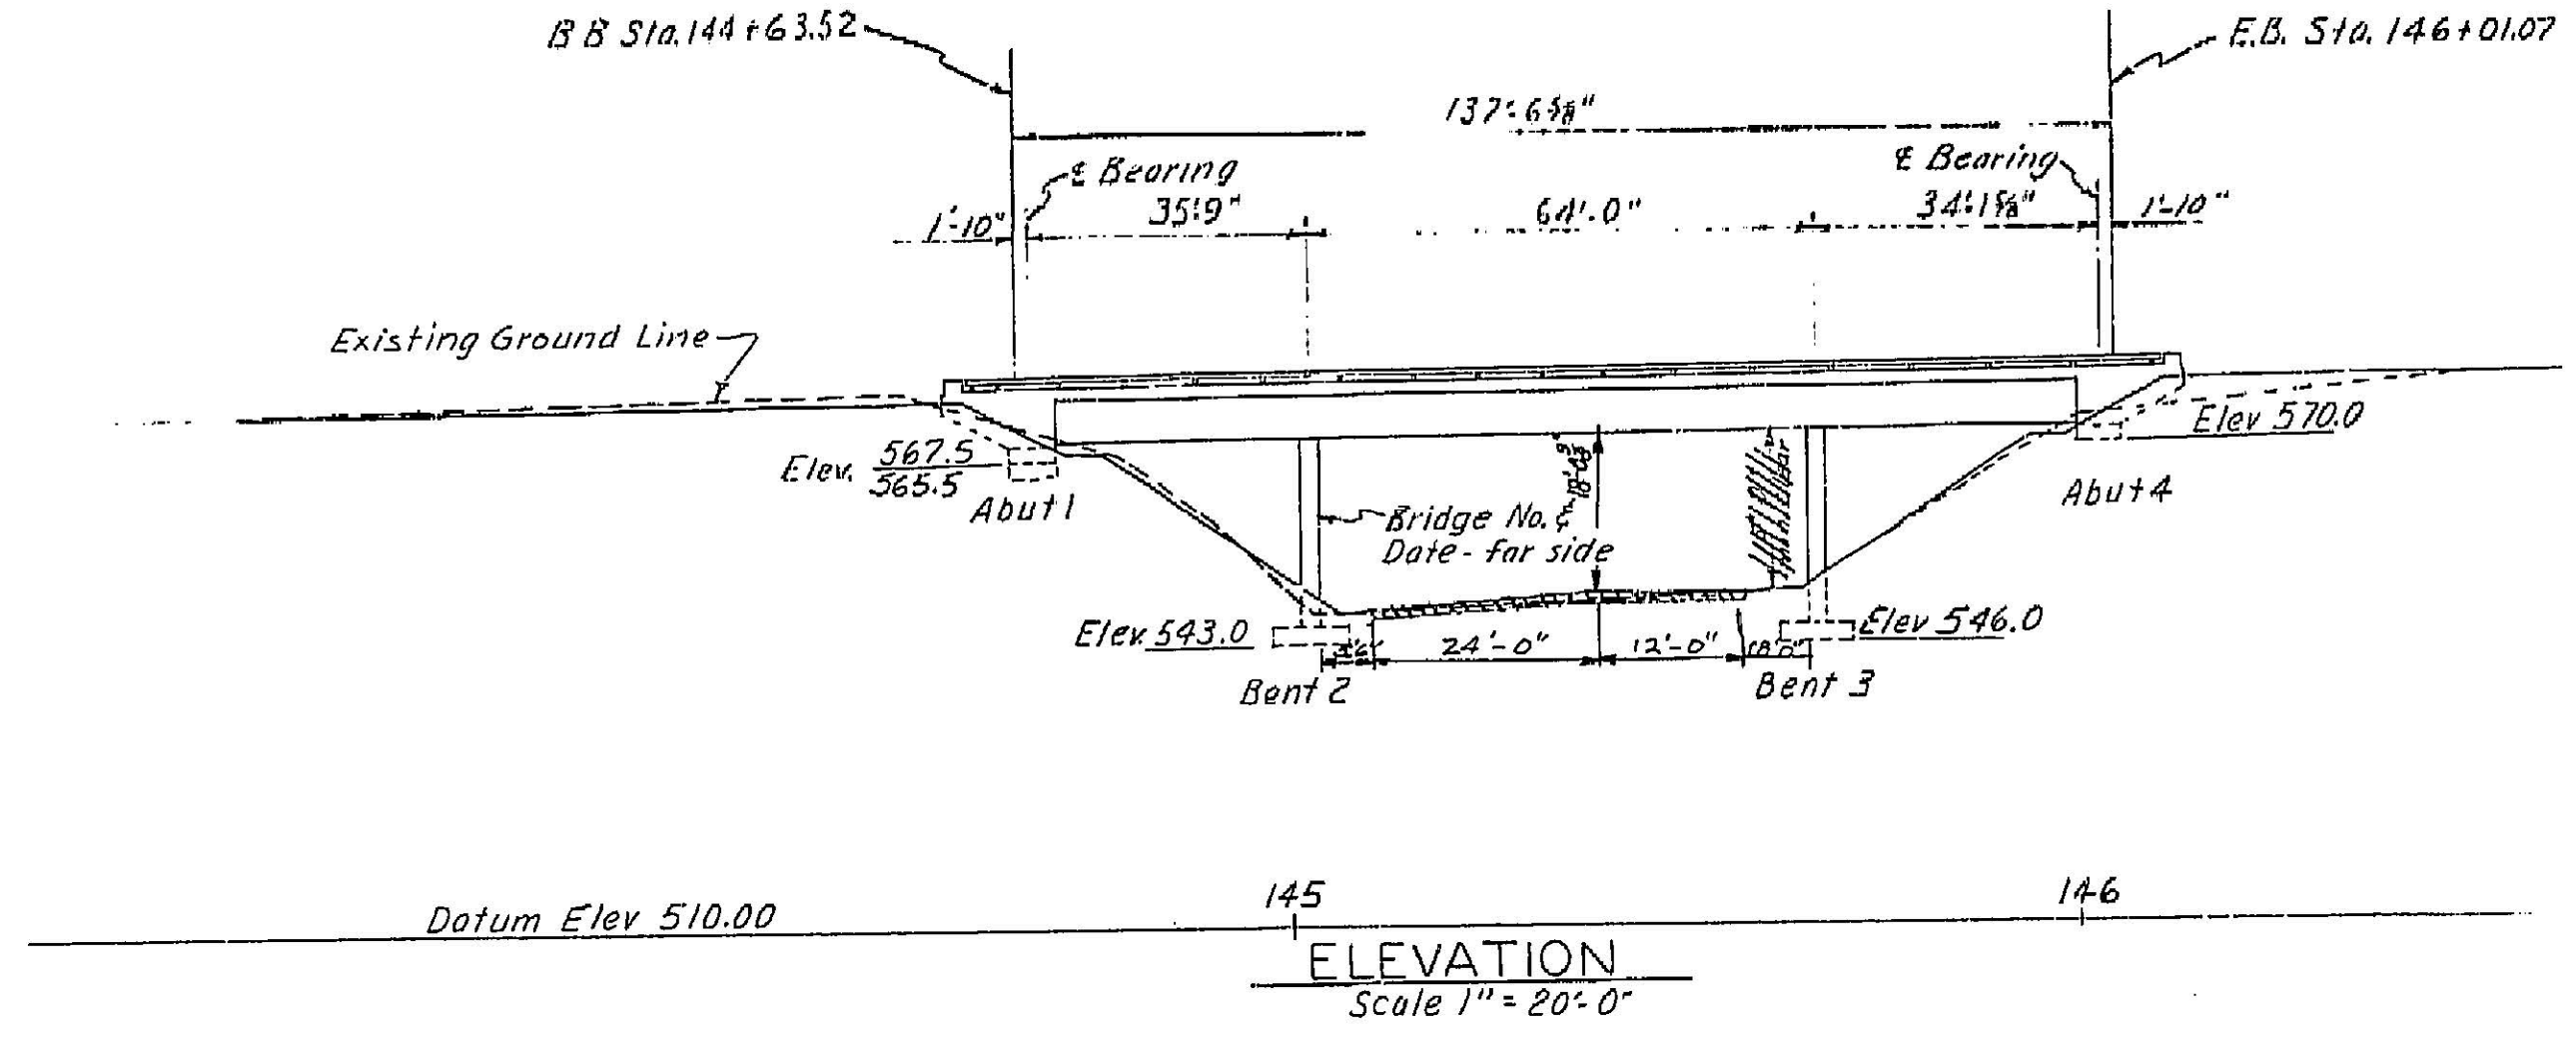 B B Sta. 144+63.52
E.B. Sta. 146+01.07
137'-6⅝"
℄ Bearing
℄ Bearing
1'-10"
35'-9"
64'-0"
34'-1⅝"
1'-10"
Existing Ground Line
Elev. 567.5
565.5
Abut 1
Elev 570.0
Abut 4
Bridge No. &
Date - far side
Elev. 543.0
24'-0"
12'-0"
Elev 546.0
Bent 2
Bent 3
145
146
Datum Elev 510.00
ELEVATION
Scale 1" = 20'-0"